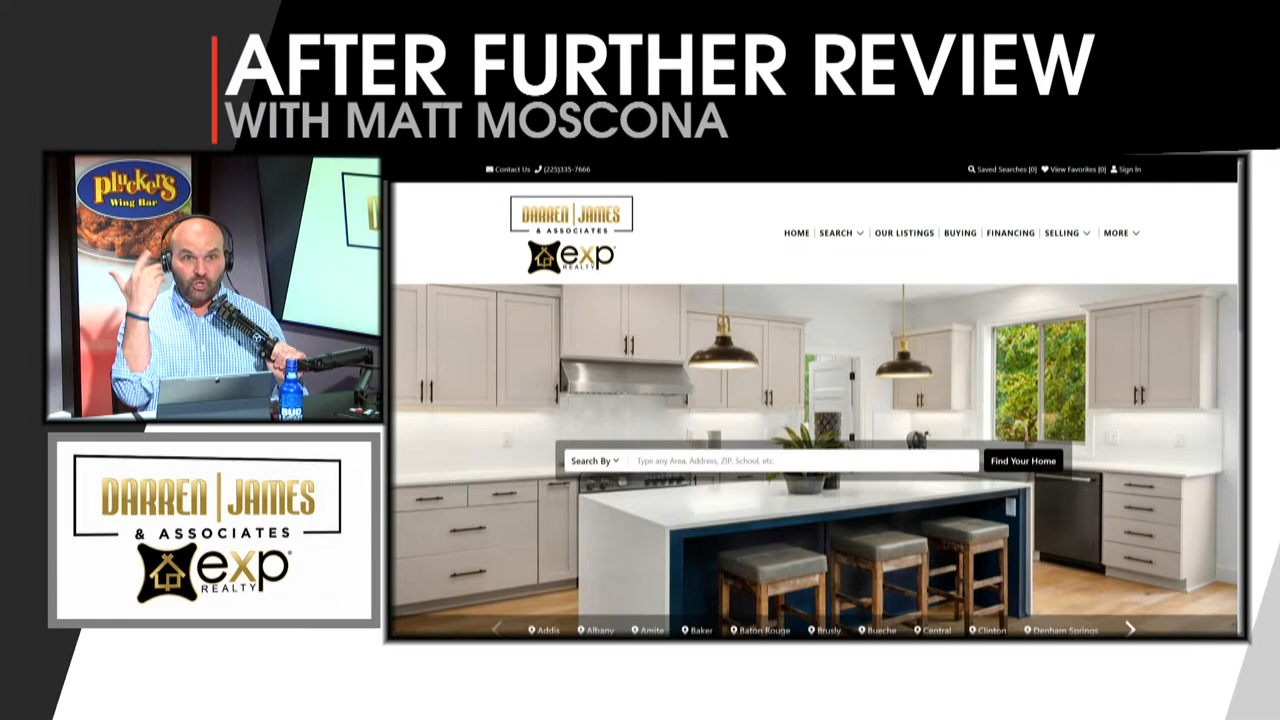 AFTER FURTHER REVIEW
WITH MATT MOSCONA
Pluckers
Wing Bar
Contact Us (225)335-7666
Saved Searches [0] View Favorites [0] Sign In
DARREN JAMES
& ASSOCIATES
exp
REALTY
HOME SEARCH OUR LISTINGS BUYING FINANCING SELLING MORE
Search By Type any Area, Address, ZIP, School, etc. Find Your Home
BUD
DARREN JAMES
& ASSOCIATES
exp
REALTY
Addis Albany Amite Baker Baton Rouge Brusly Bueche Central Clinton Denham Springs